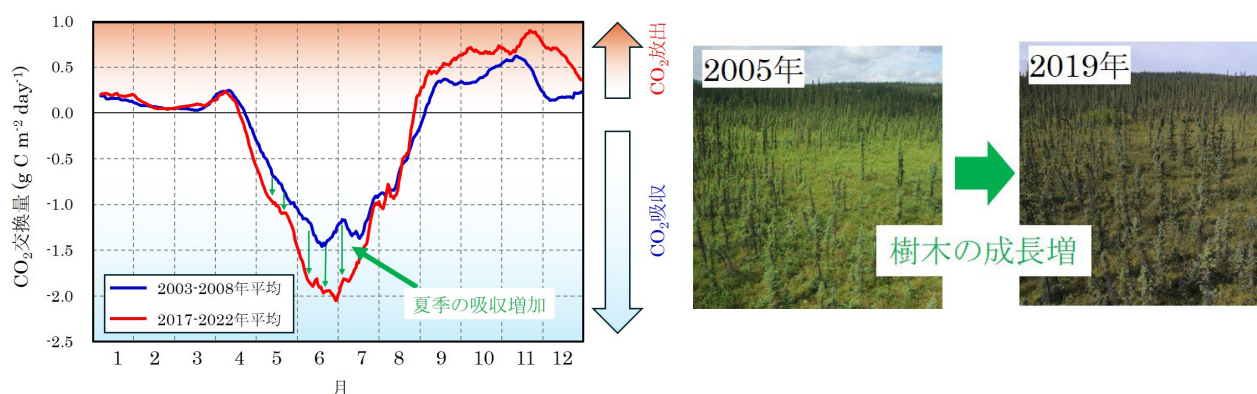 1.0
0.5
0.0
-0.5
-1.0
-1.5
-2.0
-2.5
CO₂交換量 (g C m⁻² day⁻¹)
2003-2008年平均
2017-2022年平均
夏季の吸収増加
1 2 3 4 5 6 7 8 9 10 11 12
月
CO₂放出
CO₂吸収
2005年
2019年
樹木の成長増